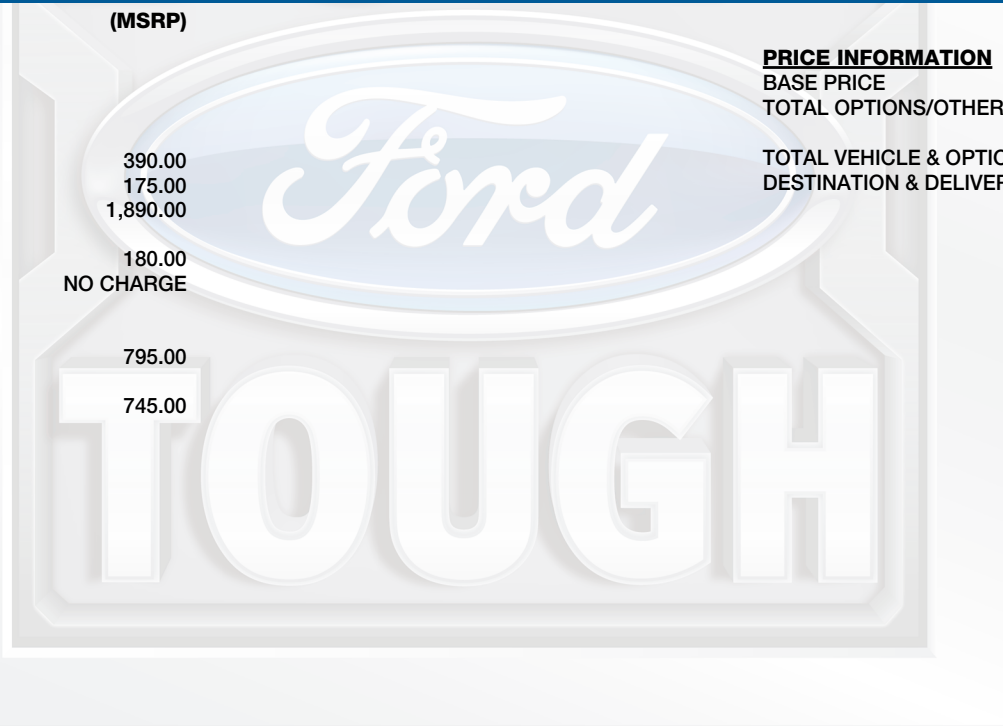 (MSRP)
390.00
175.00
1,890.00
180.00
NO CHARGE
795.00
745.00
PRICE INFORMATION
BASE PRICE
TOTAL OPTIONS/OTHER
TOTAL VEHICLE & OPTIO
DESTINATION & DELIVER
Ford
TOUGH